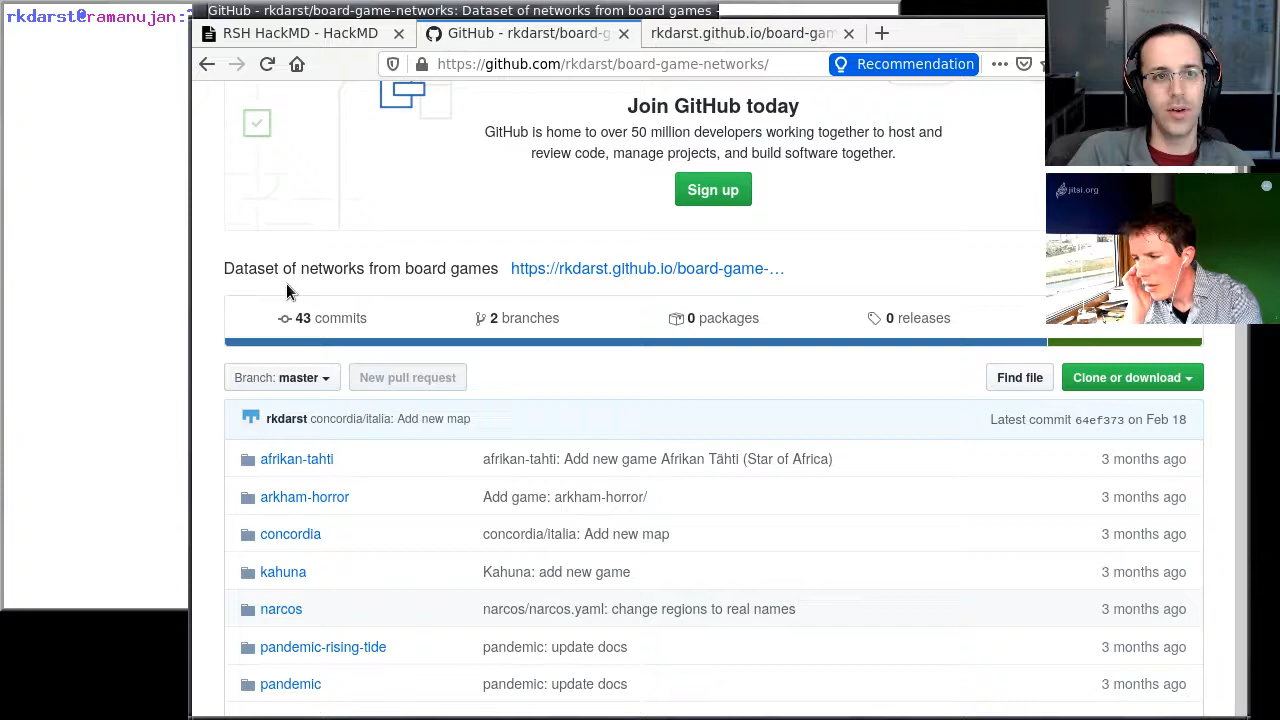 rkdarst@ramanujan:
GitHub - rkdarst/board-game-networks: Dataset of networks from board games -
RSH HackMD - HackMD
GitHub - rkdarst/board-g
rkdarst.github.io/board-gam
https://github.com/rkdarst/board-game-networks/
Recommendation
Join GitHub today
GitHub is home to over 50 million developers working together to host and
review code, manage projects, and build software together.
Sign up
jitsi.org
Dataset of networks from board games https://rkdarst.github.io/board-game-…
43 commits 2 branches 0 packages 0 releases
Branch: master New pull request Find file Clone or download
rkdarst concordia/italia: Add new map Latest commit 64ef373 on Feb 18
afrikan-tahti afrikan-tahti: Add new game Afrikan Tähti (Star of Africa) 3 months ago
arkham-horror Add game: arkham-horror/ 3 months ago
concordia concordia/italia: Add new map 3 months ago
kahuna Kahuna: add new game 3 months ago
narcos narcos/narcos.yaml: change regions to real names 3 months ago
pandemic-rising-tide pandemic: update docs 3 months ago
pandemic pandemic: update docs 3 months ago